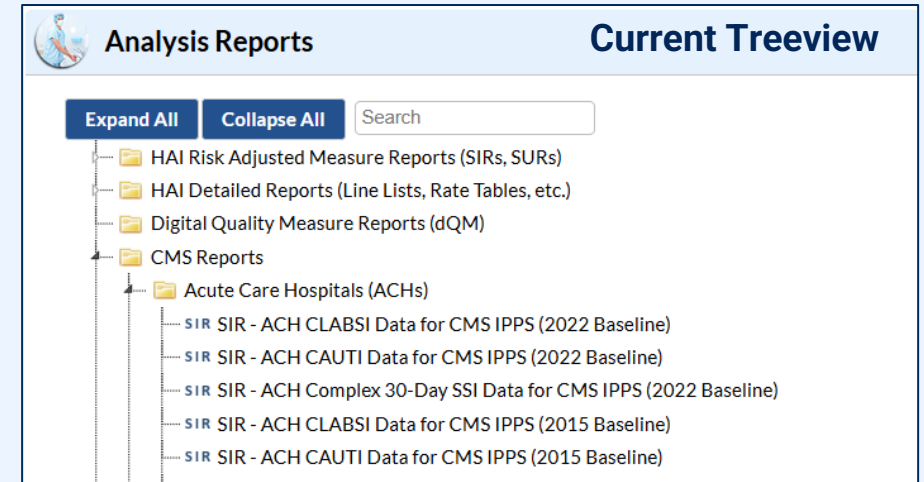 Analysis Reports
Current Treeview
Expand All Collapse All Search
HAI Risk Adjusted Measure Reports (SIRs, SURs)
HAI Detailed Reports (Line Lists, Rate Tables, etc.)
Digital Quality Measure Reports (dQM)
CMS Reports
Acute Care Hospitals (ACHs)
SIR SIR - ACH CLABSI Data for CMS IPPS (2022 Baseline)
SIR SIR - ACH CAUTI Data for CMS IPPS (2022 Baseline)
SIR SIR - ACH Complex 30-Day SSI Data for CMS IPPS (2022 Baseline)
SIR SIR - ACH CLABSI Data for CMS IPPS (2015 Baseline)
SIR SIR - ACH CAUTI Data for CMS IPPS (2015 Baseline)